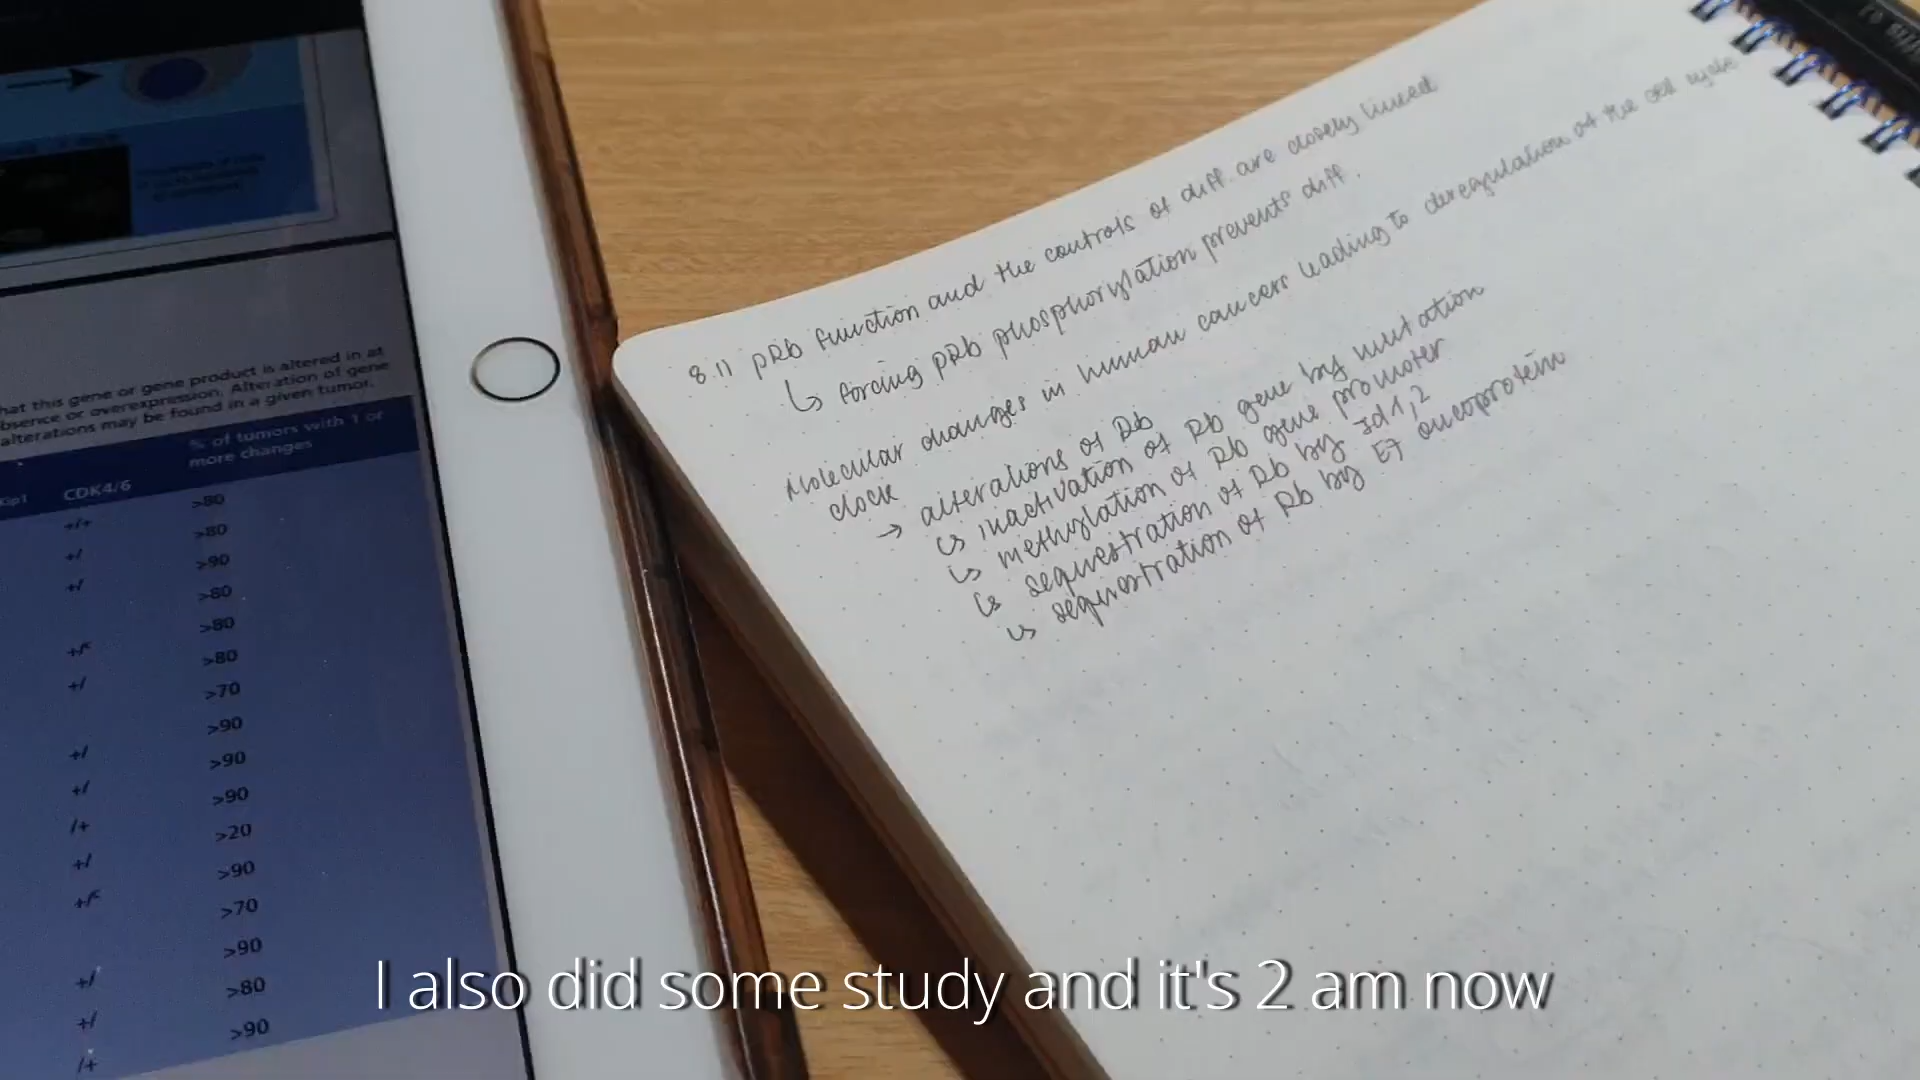 hat this gene or gene product is altered in at
bsence or overexpression. Alteration of gene
alterations may be found in a given tumor.
% of tumors with 1 or
more changes
Kip1 CDK4/6
+/+ >80
+/ >80
+/ >90
>80
>80
+/ >80
+/ >70
>90
+/ >90
+/ >90
/+ >20
+/ >90
+/ >70
>90
+/ >80
+/ >90
/+
8.11 pRb function and the controls of diff. are closely linked
↳ forcing pRb phosphorylation prevents diff.
Molecular changes in human cancers leading to deregulation of the cell cycle
clock
→ alterations of Rb
↳ inactivation of Rb gene by mutation
↳ methylation of Rb gene promoter
↳ sequestration of Rb by Id1,2
↳ sequestration of Rb by E7 oncoprotein
I also did some study and it's 2 am now